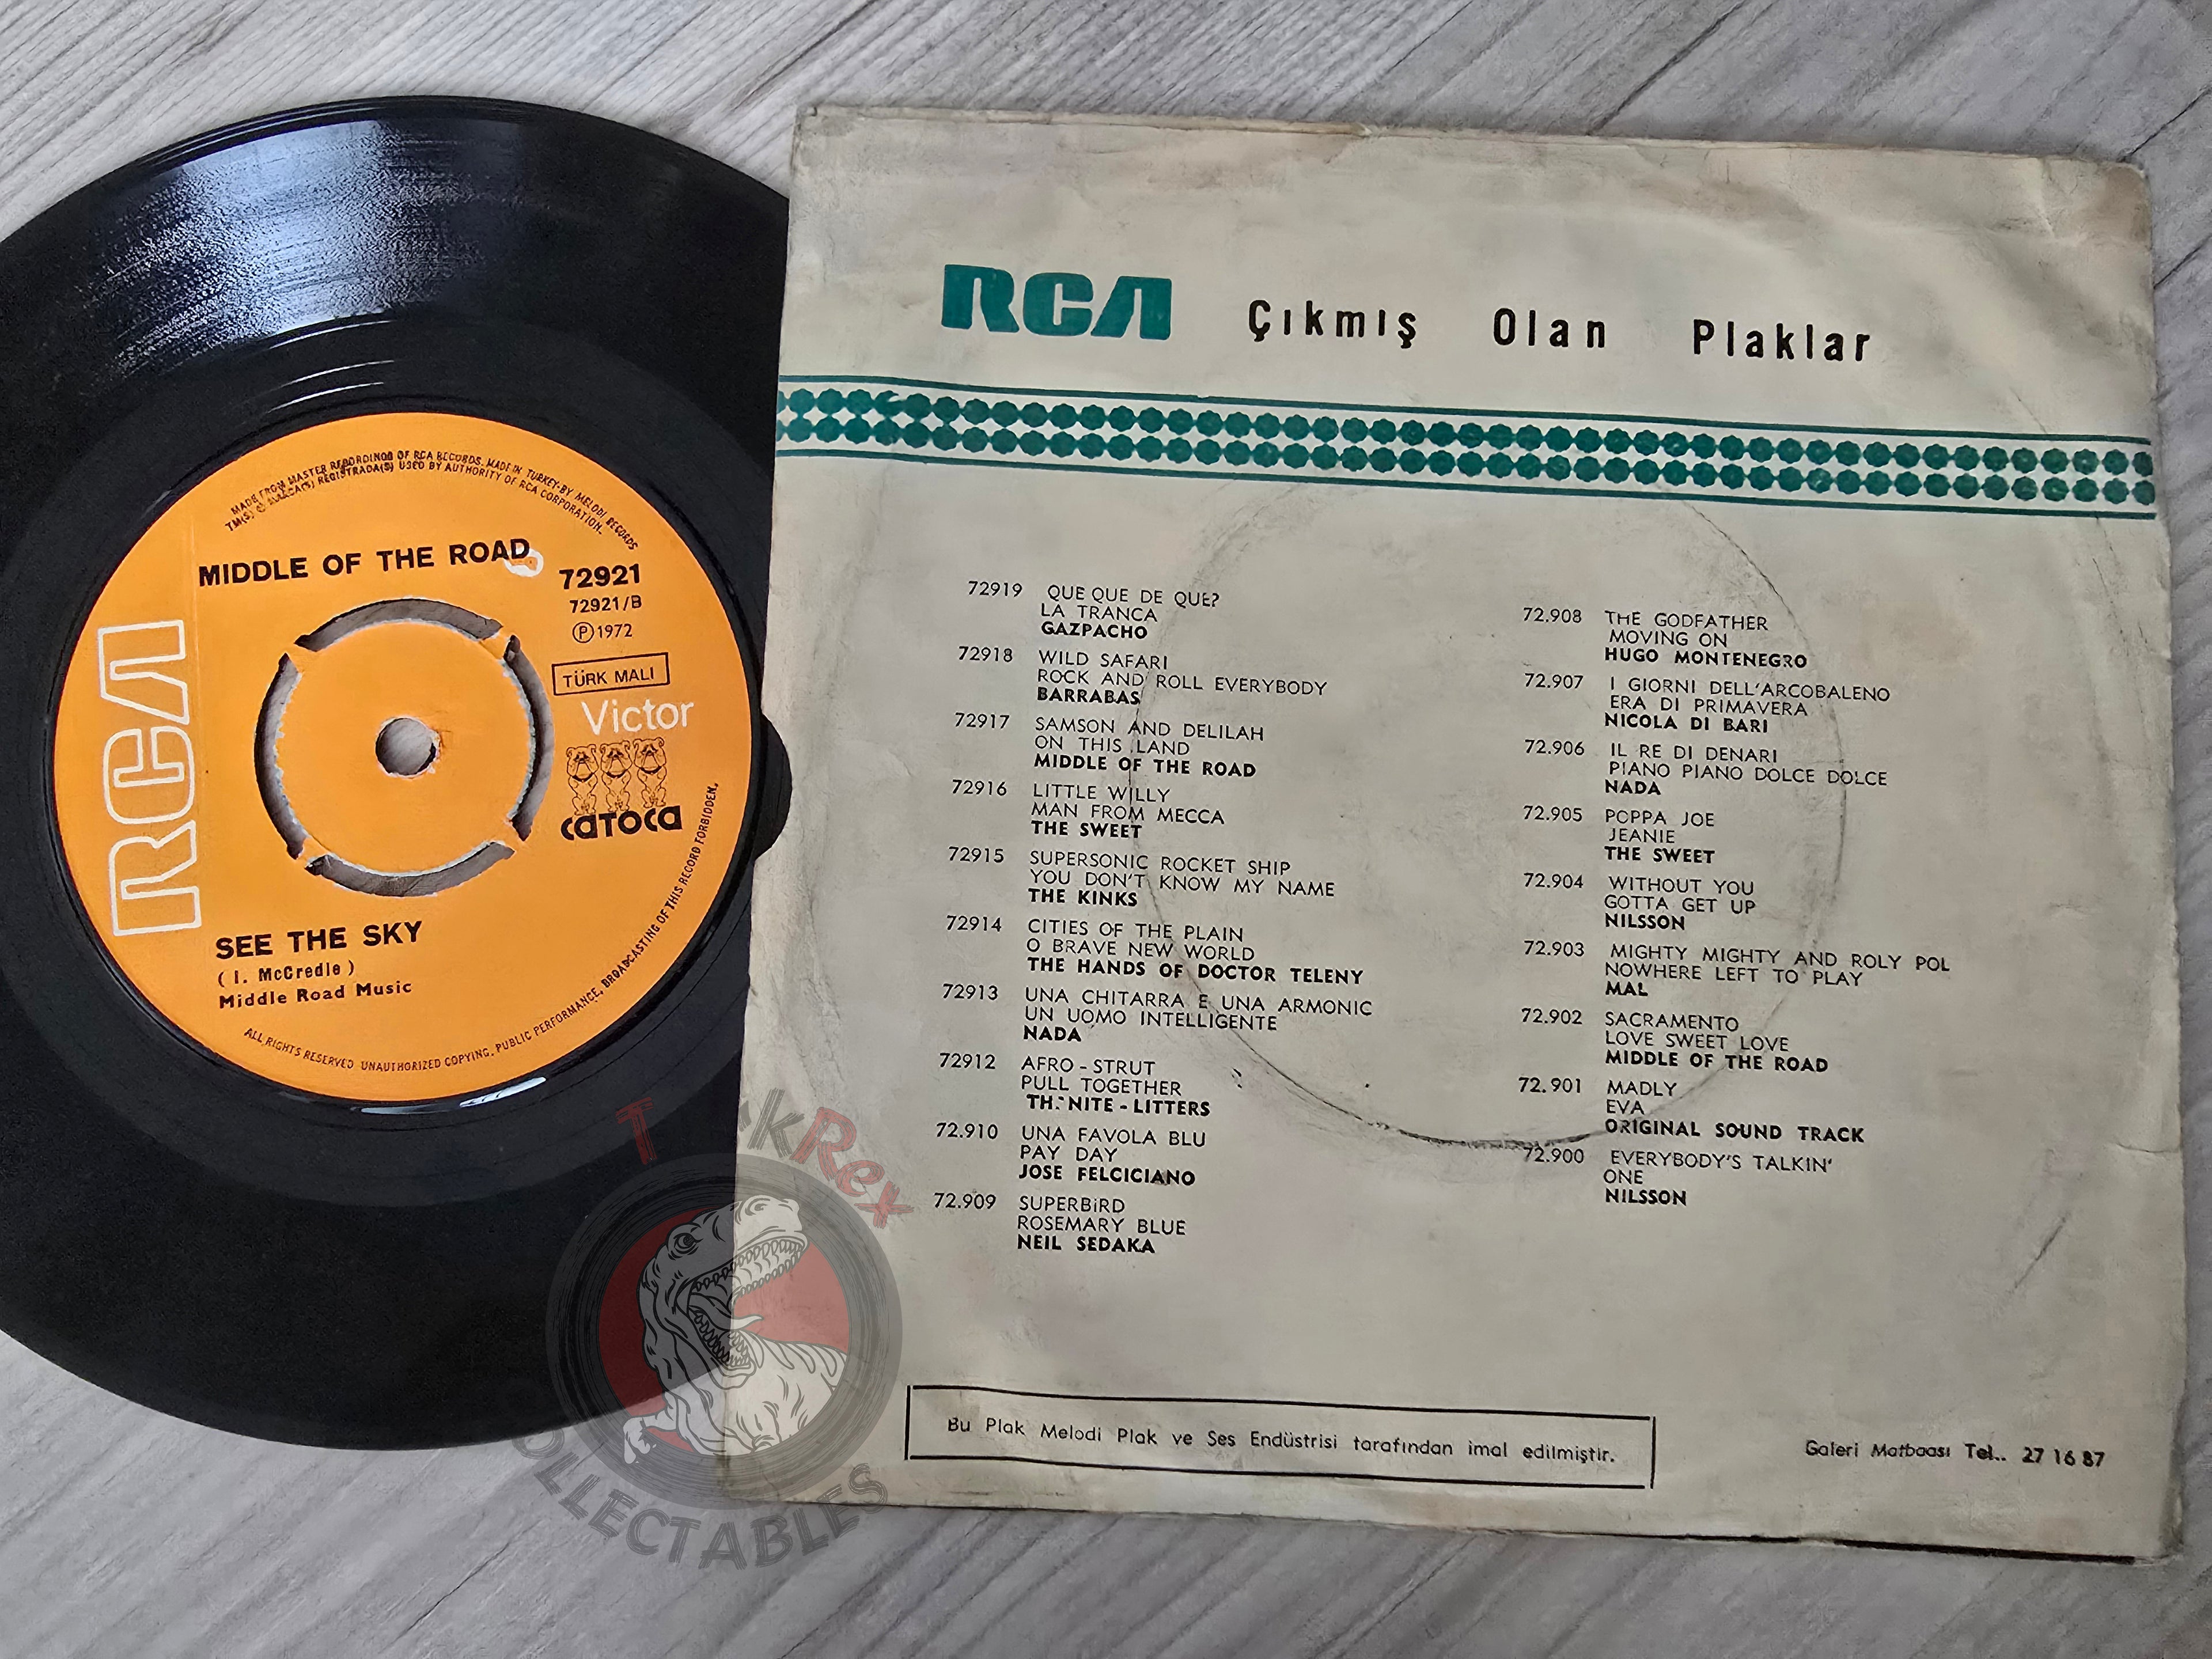 MADE FROM MASTER RECORDINGS OF RCA RECORDS. MADE IN TURKEY-BY MELODI RECORDS
TM(S) ® MARCA(S) REGISTRADA(S) USED BY AUTHORITY OF RCA CORPORATION.
MIDDLE OF THE ROAD
72921
72921/B
Ⓟ1972
TÜRK MALI
RCA
Victor
CATOCA
SEE THE SKY
( I. McCredie )
Middle Road Music
ALL RIGHTS RESERVED UNAUTHORIZED COPYING. PUBLIC PERFORMANCE, BROADCASTING OF THIS RECORD FORBIDDEN.
RCA Çıkmış Olan Plaklar
72919 QUE QUE DE QUE?
LA TRANCA
GAZPACHO
72918 WILD SAFARI
ROCK AND ROLL EVERYBODY
BARRABAS
72917 SAMSON AND DELILAH
ON THIS LAND
MIDDLE OF THE ROAD
72916 LITTLE WILLY
MAN FROM MECCA
THE SWEET
72915 SUPERSONIC ROCKET SHIP
YOU DON'T KNOW MY NAME
THE KINKS
72914 CITIES OF THE PLAIN
O BRAVE NEW WORLD
THE HANDS OF DOCTOR TELENY
72913 UNA CHITARRA E UNA ARMONIC
UN UOMO INTELLIGENTE
NADA
72912 AFRO - STRUT
PULL TOGETHER
NITE - LITTERS
72.910 UNA FAVOLA BLU
PAY DAY
JOSE FELCICIANO
72.909 SUPERBiRD
ROSEMARY BLUE
NEIL SEDAKA
72.908 THE GODFATHER
MOVING ON
HUGO MONTENEGRO
72.907 I GIORNI DELL'ARCOBALENO
ERA DI PRIMAVERA
NICOLA DI BARI
72.906 IL RE DI DENARI
PIANO PIANO DOLCE DOLCE
NADA
72.905 POPPA JOE
JEANIE
THE SWEET
72.904 WITHOUT YOU
GOTTA GET UP
NILSSON
72.903 MIGHTY MIGHTY AND ROLY POL
NOWHERE LEFT TO PLAY
MAL
72.902 SACRAMENTO
LOVE SWEET LOVE
MIDDLE OF THE ROAD
72.901 MADLY
EVA
ORIGINAL SOUND TRACK
72.900 EVERYBODY'S TALKIN'
ONE
NILSSON
Bu Plak Melodi Plak ve Ses Endüstrisi tarafından imal edilmiştir.
Galeri Matbaası Tel.. 27 16 87
COLLECTABLES